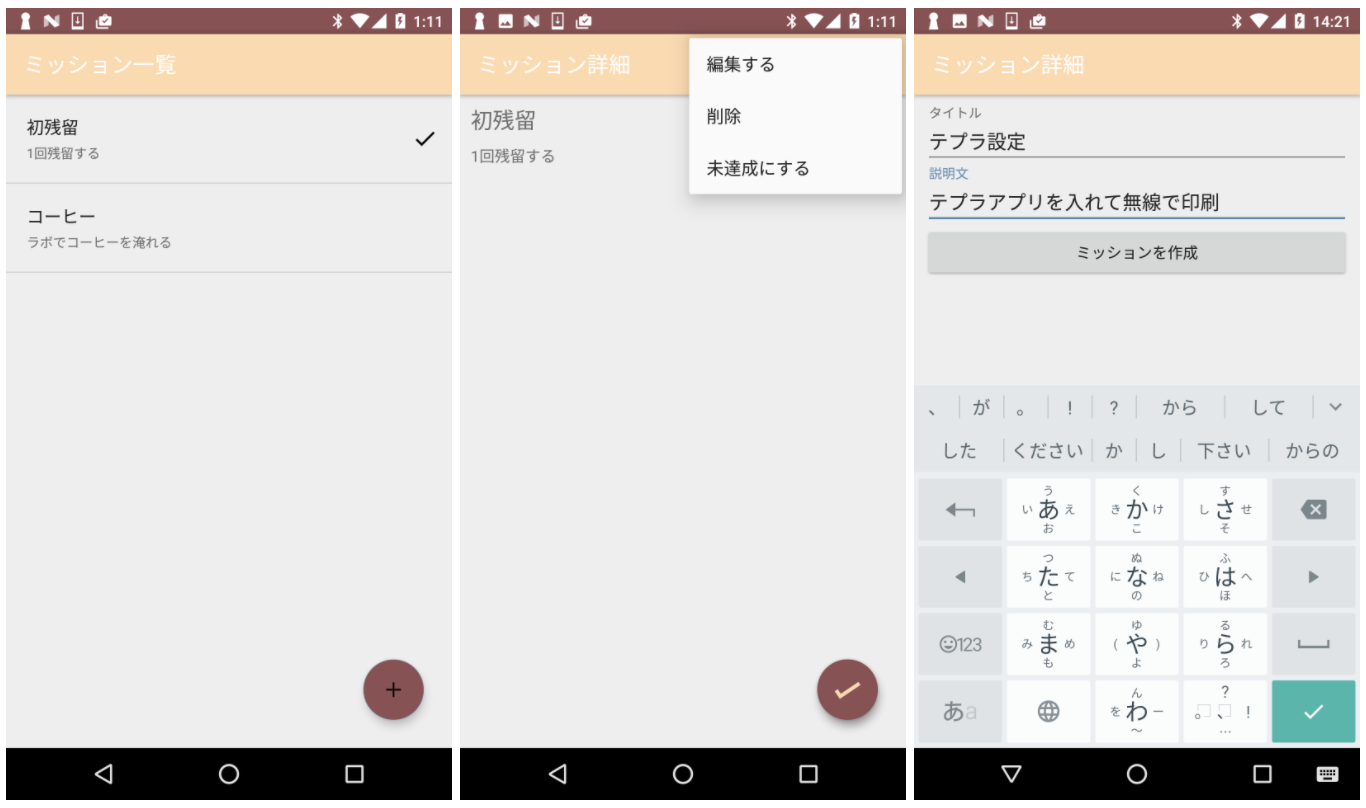 1:11
ミッション一覧
初残留
1回残留する
コーヒー
ラボでコーヒーを淹れる
+
1:11
ミッション詳細
編集する
削除
未達成にする
初残留
1回残留する
14:21
ミッション詳細
タイトル
テプラ設定
説明文
テプラアプリを入れて無線で印刷
ミッションを作成
、 が 。 ! ? から して
した ください か し 下さい からの
う く す
い あ え き か け し さ せ
お こ そ
つ ぬ ふ
ち た て に な ね ひ は へ
と の ほ
む ゆ る
123 み ま め ( や ) り ら れ
も よ ろ
ん ?
あa を わ ー 。 、 !
〜 …